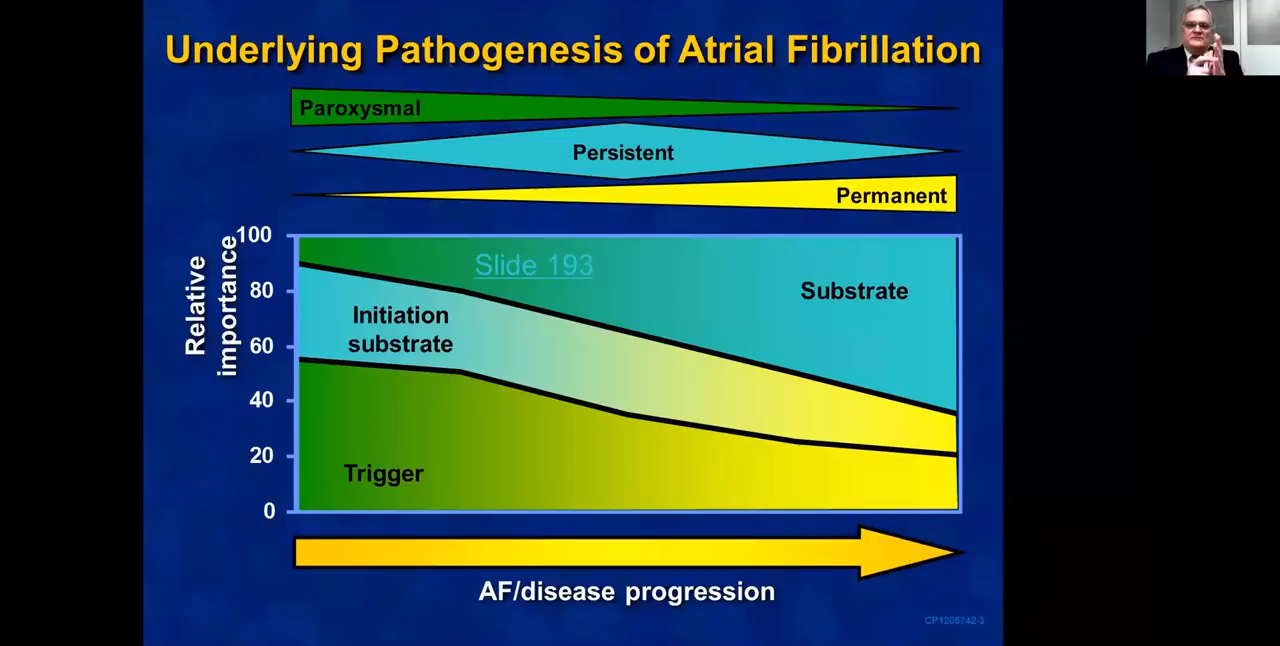 Underlying Pathogenesis of Atrial Fibrillation
Paroxysmal
Persistent
Permanent
Relative
importance
100
80
60
40
20
0
Slide 193
Substrate
Initiation
substrate
Trigger
AF/disease progression
CP1206742-3